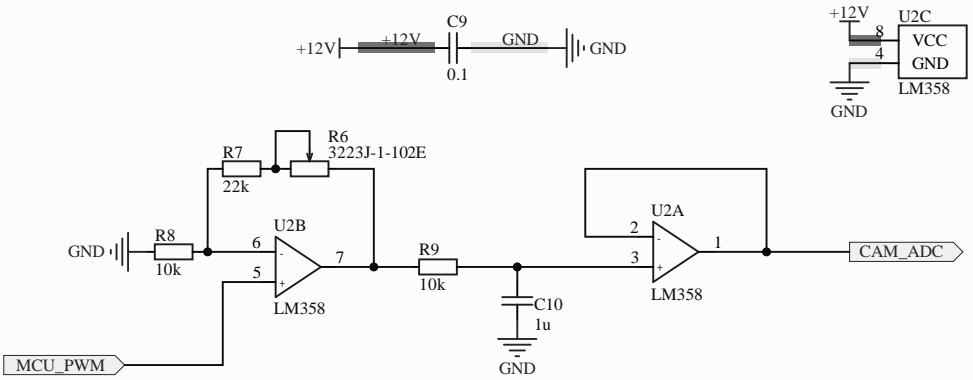 C9
+12V
+12V
GND
GND
0.1
+12V
U2C
8
VCC
4
GND
LM358
GND
R6
3223J-1-102E
R7
22k
U2B
U2A
R8
6
-
2
-
GND
7
R9
1
CAM_ADC
10k
5
+
10k
3
+
LM358
LM358
C10
1u
MCU_PWM
GND